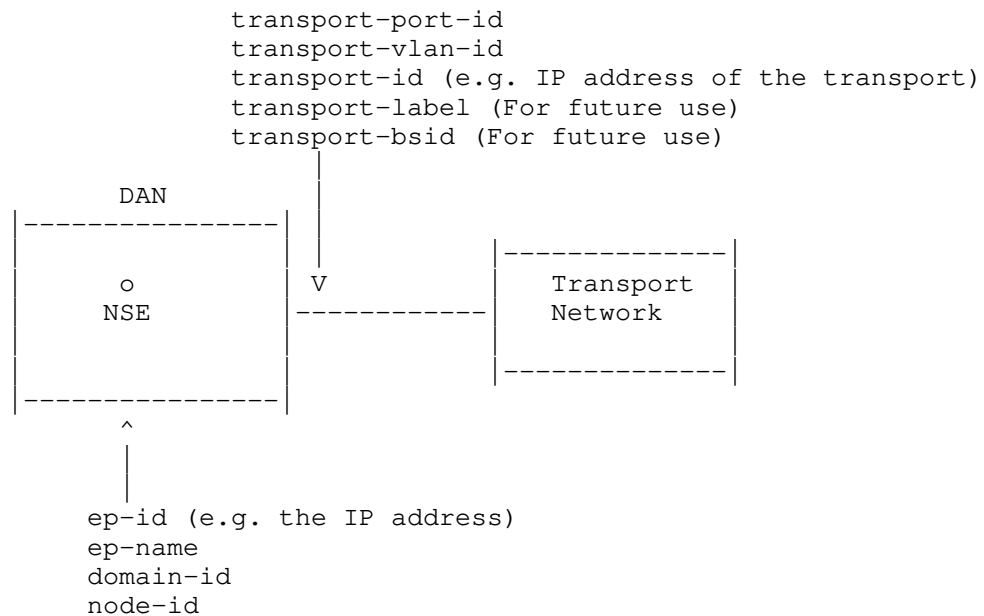 transport-port-id
transport-vlan-id
transport-id (e.g. IP address of the transport)
transport-label (For future use)
transport-bsid (For future use)
DAN
o
V
Transport
NSE
Network
^
ep-id (e.g. the IP address)
ep-name
domain-id
node-id